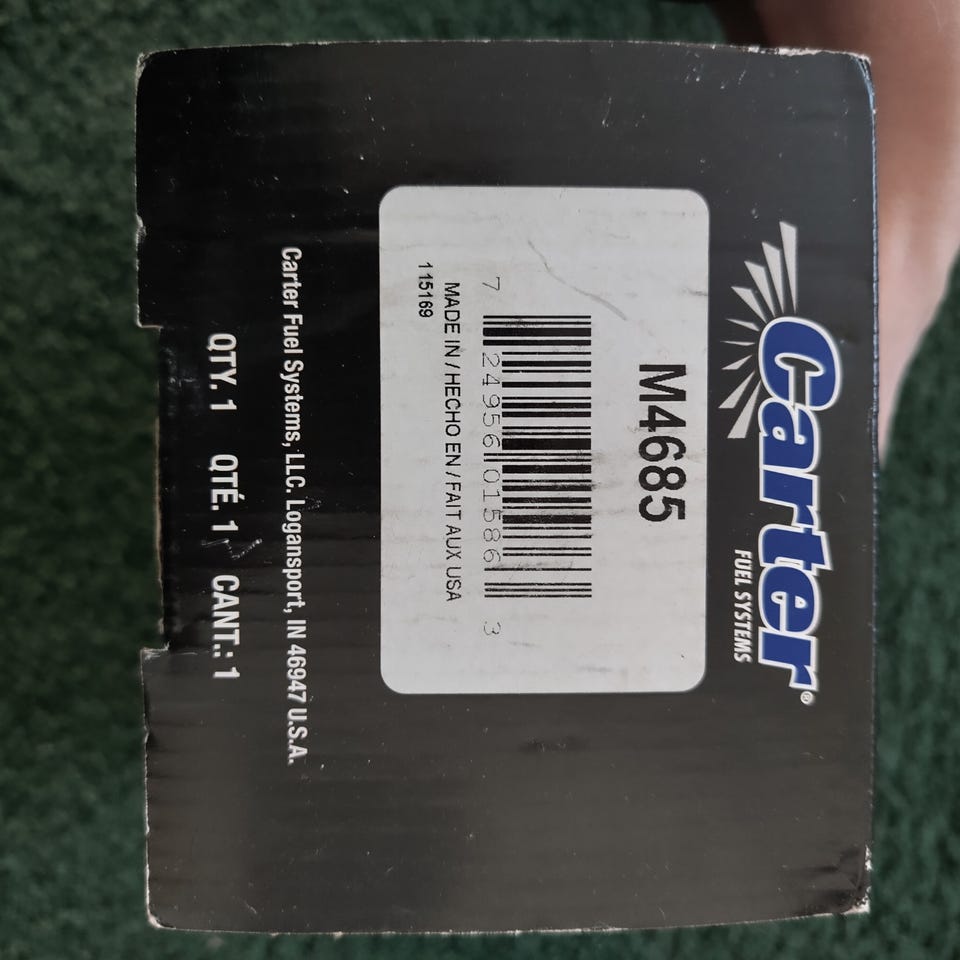 Carter®
FUEL SYSTEMS
M4685
7 24956 01586 3
MADE IN / HECHO EN / FAIT AUX USA
115169
Carter Fuel Systems, LLC. Logansport, IN 46947 U.S.A.
QTY. 1 QTÉ. 1 CANT.: 1